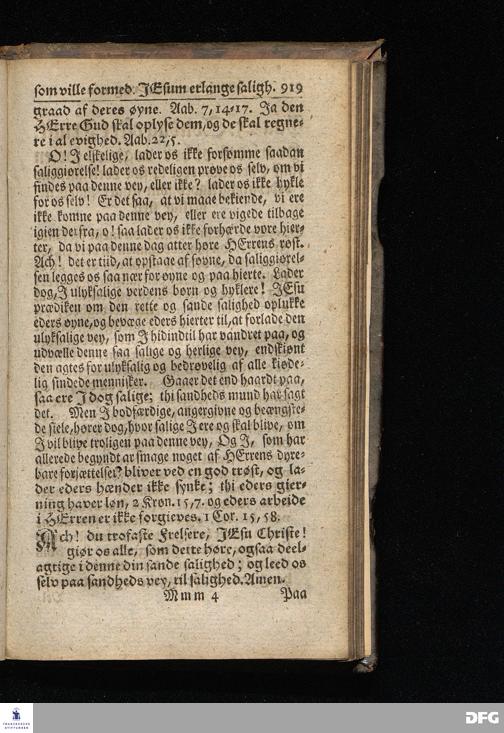 som ville formed. JEsum erlange saligh. 919
graad af deres øyne. Aab. 7, 14-17. Ja den
HErre Gud skal oplyse dem, og de skal regne-
re i al evighed. Aab. 22, 5.
O! J elskelige, lader os ikke forsømme saadan
saliggiørelse! lader os redeligen prøve os selv, om vi
findes paa denne vey, eller ikke? lader os ikke hykle
for os selv! Er det saa, at vi maae bekiende, vi ere
ikke komne paa denne vey, eller ere vigede tilbage
igien derfra, o! saa lader os ikke forhærde vore hier-
ter, da vi paa denne dag atter høre HErrens røst.
Ach! det er tiid, at opstaae af søvne, da saliggiørel-
sen legges os saa nær for øyne og paa hierte. Lader
dog, J ulyksalige verdens børn og hyklere! JEsu
prædiken om den rette og sande salighed oplukke
eders øyne, og bevæge eders hierter til, at forlade den
ulyksalige vey, som J hidindtil har vandret paa, og
udvælle denne saa salige og herlige vey, endskiønt
den agtes for ulyksalig og bedrøvelig af alle kiøde-
lig sindede mennisker. Gaaer det end haardt paa,
saa ere J dog salige; thi sandheds mund har sagt
det. Men J bodfærdige, angergivne og beængste-
de siele, hører dog, hvor salige J ere og skal blive, om
J vil blive troligen paa denne vey, Og J, som har
allerede begyndt at smage noget af HErrens dyre-
bare forjættelser? bliver ved en god trøst, og la-
der eders hænder ikke synke; thi eders gier-
ning haver løn, 2 Kron. 15, 7. og eders arbeide
i HErren er ikke forgieves. 1 Cor. 15, 58.
Ach! du trofaste Frelsere, JEsu Christe!
giør os alle, som dette høre, ogsaa deel-
agtige i denne din sande salighed; og leed os
selv paa sandheds vey, til salighed. Amen.
Mmm 4 Paa
FRANCKESCHE
STIFTUNGEN
DFG